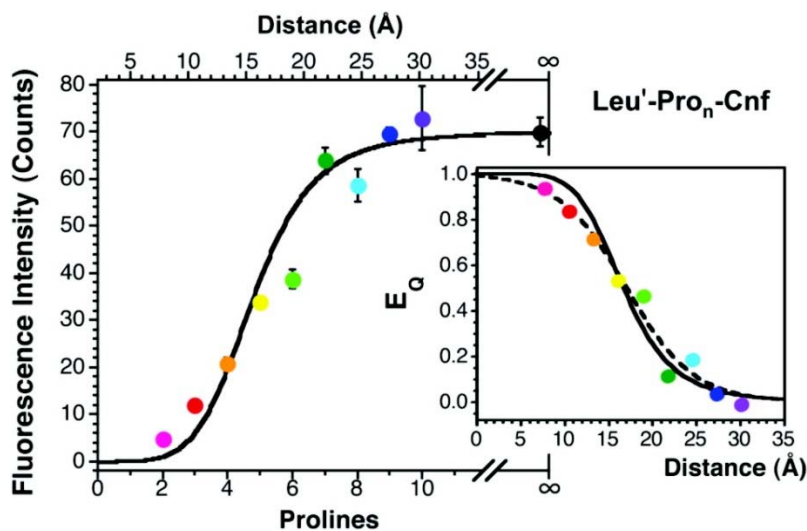 Distance (Å)
0 5 10 15 20 25 30 35 ∞
Leu'-Pro_n-Cnf
Fluorescence Intensity (Counts)
80
70
60
50
40
30
20
10
0
0 2 4 6 8 10 ∞
Prolines
E_Q
1.0
0.8
0.6
0.4
0.2
0.0
0 5 10 15 20 25 30 35
Distance (Å)